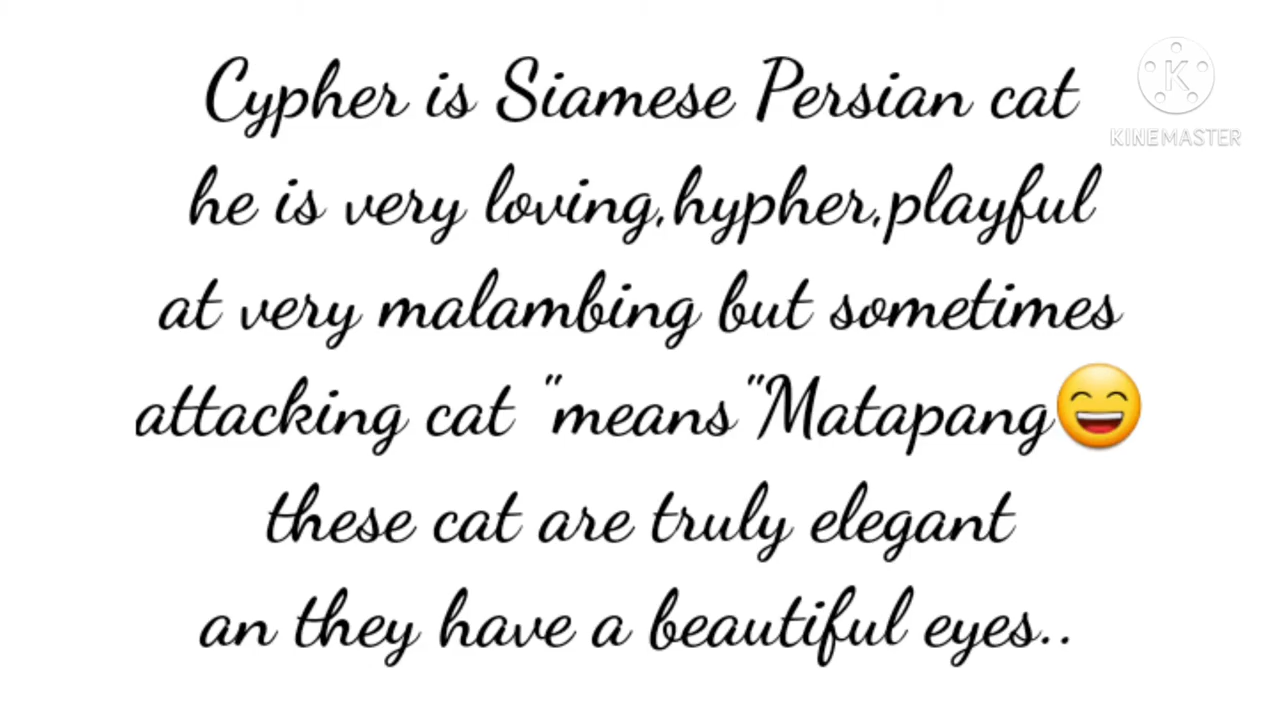 Cypher is Siamese Persian cat
he is very loving,hypher,playful
at very malambing but sometimes
attacking cat "means"Matapang😄
these cat are truly elegant
an they have a beautiful eyes..
K
KINEMASTER